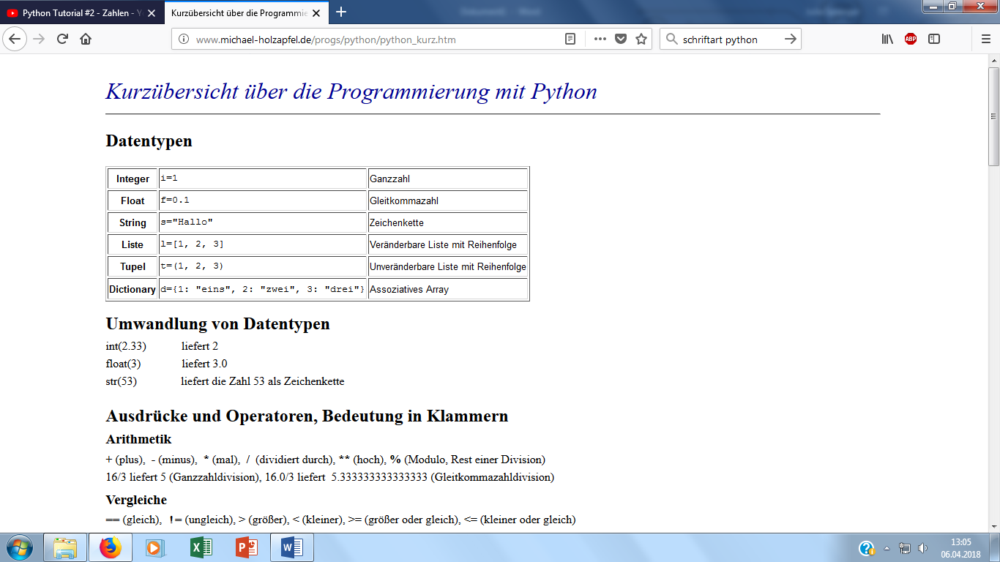 Python Tutorial #2 - Zahlen - Y
Kurzübersicht über die Programmie
www.michael-holzapfel.de/progs/python/python_kurz.htm
schriftart python
ABP
Kurzübersicht über die Programmierung mit Python
Datentypen
Integer i=1 Ganzzahl
Float f=0.1 Gleitkommazahl
String s="Hallo" Zeichenkette
Liste l=[1, 2, 3] Veränderbare Liste mit Reihenfolge
Tupel t=(1, 2, 3) Unveränderbare Liste mit Reihenfolge
Dictionary d={1: "eins", 2: "zwei", 3: "drei"} Assoziatives Array
Umwandlung von Datentypen
int(2.33) liefert 2
float(3) liefert 3.0
str(53) liefert die Zahl 53 als Zeichenkette
Ausdrücke und Operatoren, Bedeutung in Klammern
Arithmetik
+ (plus), - (minus), * (mal), / (dividiert durch), ** (hoch), % (Modulo, Rest einer Division)
16/3 liefert 5 (Ganzzahldivision), 16.0/3 liefert 5.333333333333333 (Gleitkommazahldivision)
Vergleiche
== (gleich), != (ungleich), > (größer), < (kleiner), >= (größer oder gleich), <= (kleiner oder gleich)
13:05
06.04.2018